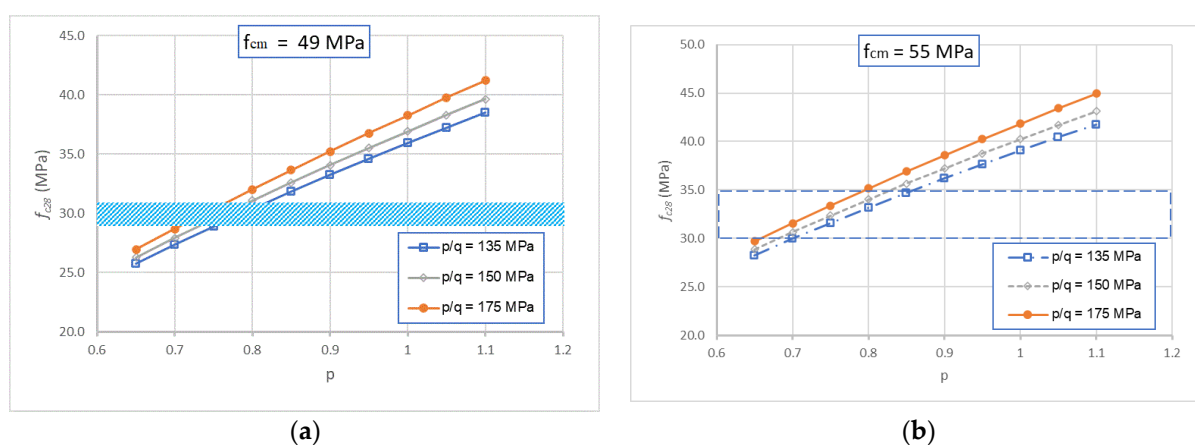 fcm = 49 MPa
45.0
40.0
35.0
30.0
25.0
20.0
fc28 (MPa)
p/q = 135 MPa
p/q = 150 MPa
p/q = 175 MPa
0.6 0.7 0.8 0.9 1 1.1 1.2
p
(a)
fcm = 55 MPa
50.0
45.0
40.0
35.0
30.0
25.0
20.0
fc28 (MPa)
p/q = 135 MPa
p/q = 150 MPa
p/q = 175 MPa
0.6 0.7 0.8 0.9 1 1.1 1.2
p
(b)